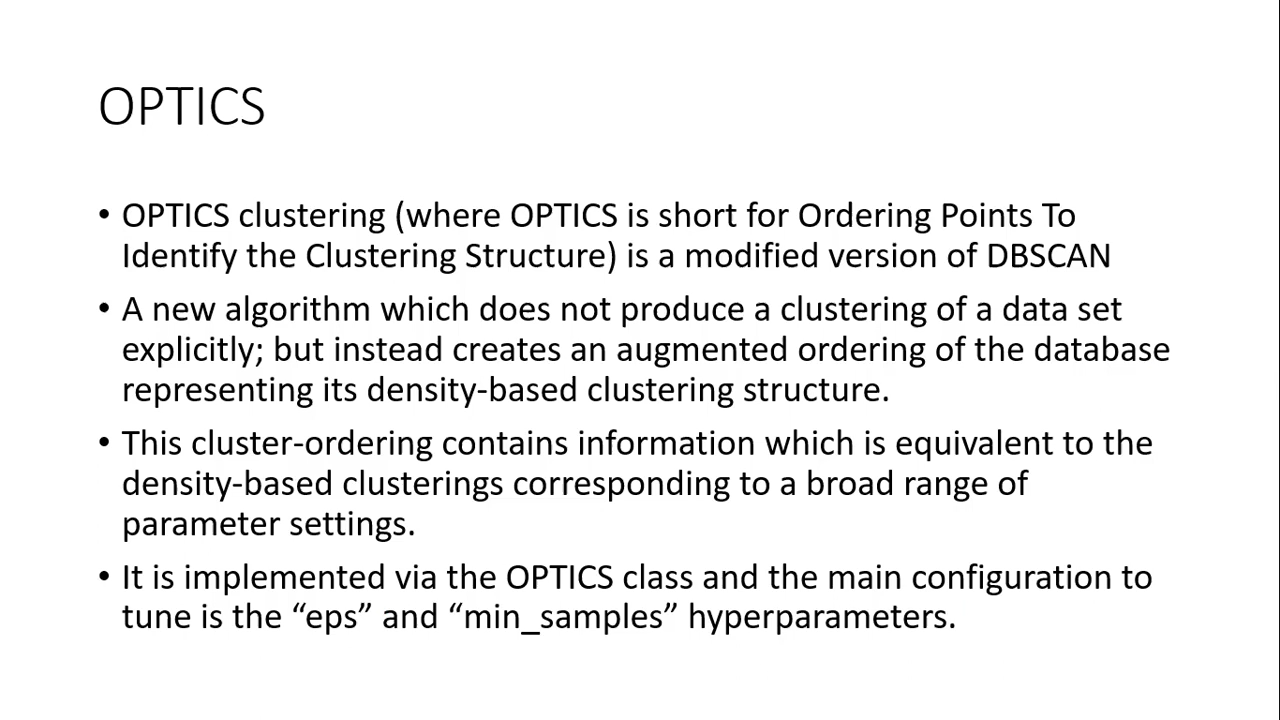 OPTICS
• OPTICS clustering (where OPTICS is short for Ordering Points To
Identify the Clustering Structure) is a modified version of DBSCAN
• A new algorithm which does not produce a clustering of a data set
explicitly; but instead creates an augmented ordering of the database
representing its density-based clustering structure.
• This cluster-ordering contains information which is equivalent to the
density-based clusterings corresponding to a broad range of
parameter settings.
• It is implemented via the OPTICS class and the main configuration to
tune is the “eps” and “min_samples” hyperparameters.